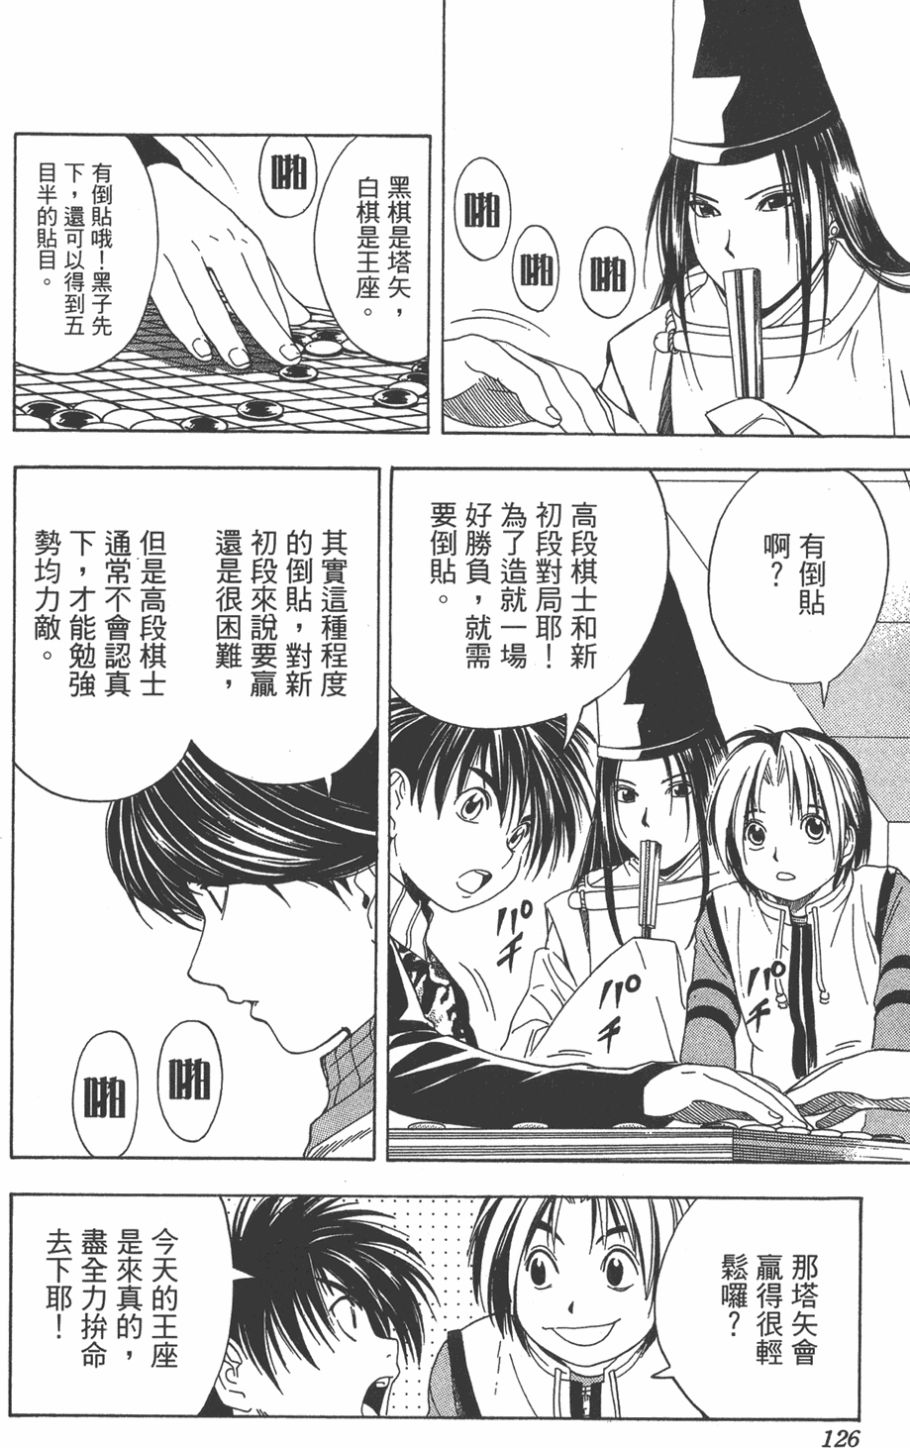 啪
啪
啪
黑棋是塔矢，
白棋是王座。
啪
有倒貼哦！黑子先
下，還可以得到五
目半的貼目。
有倒貼
啊？
高段棋士和新
初段對局耶！
為了造就一場
好勝負，就需
要倒貼。
パチ
パチ
パチ
其實這種程度
的倒貼，對新
初段來說要贏
還是很困難，
但是高段棋士
通常不會認真
下，才能勉強
勢均力敵。
啪
啪
那塔矢會
贏得很輕
鬆囉？
今天的王座
是來真的，
盡全力拚命
去下耶！
126